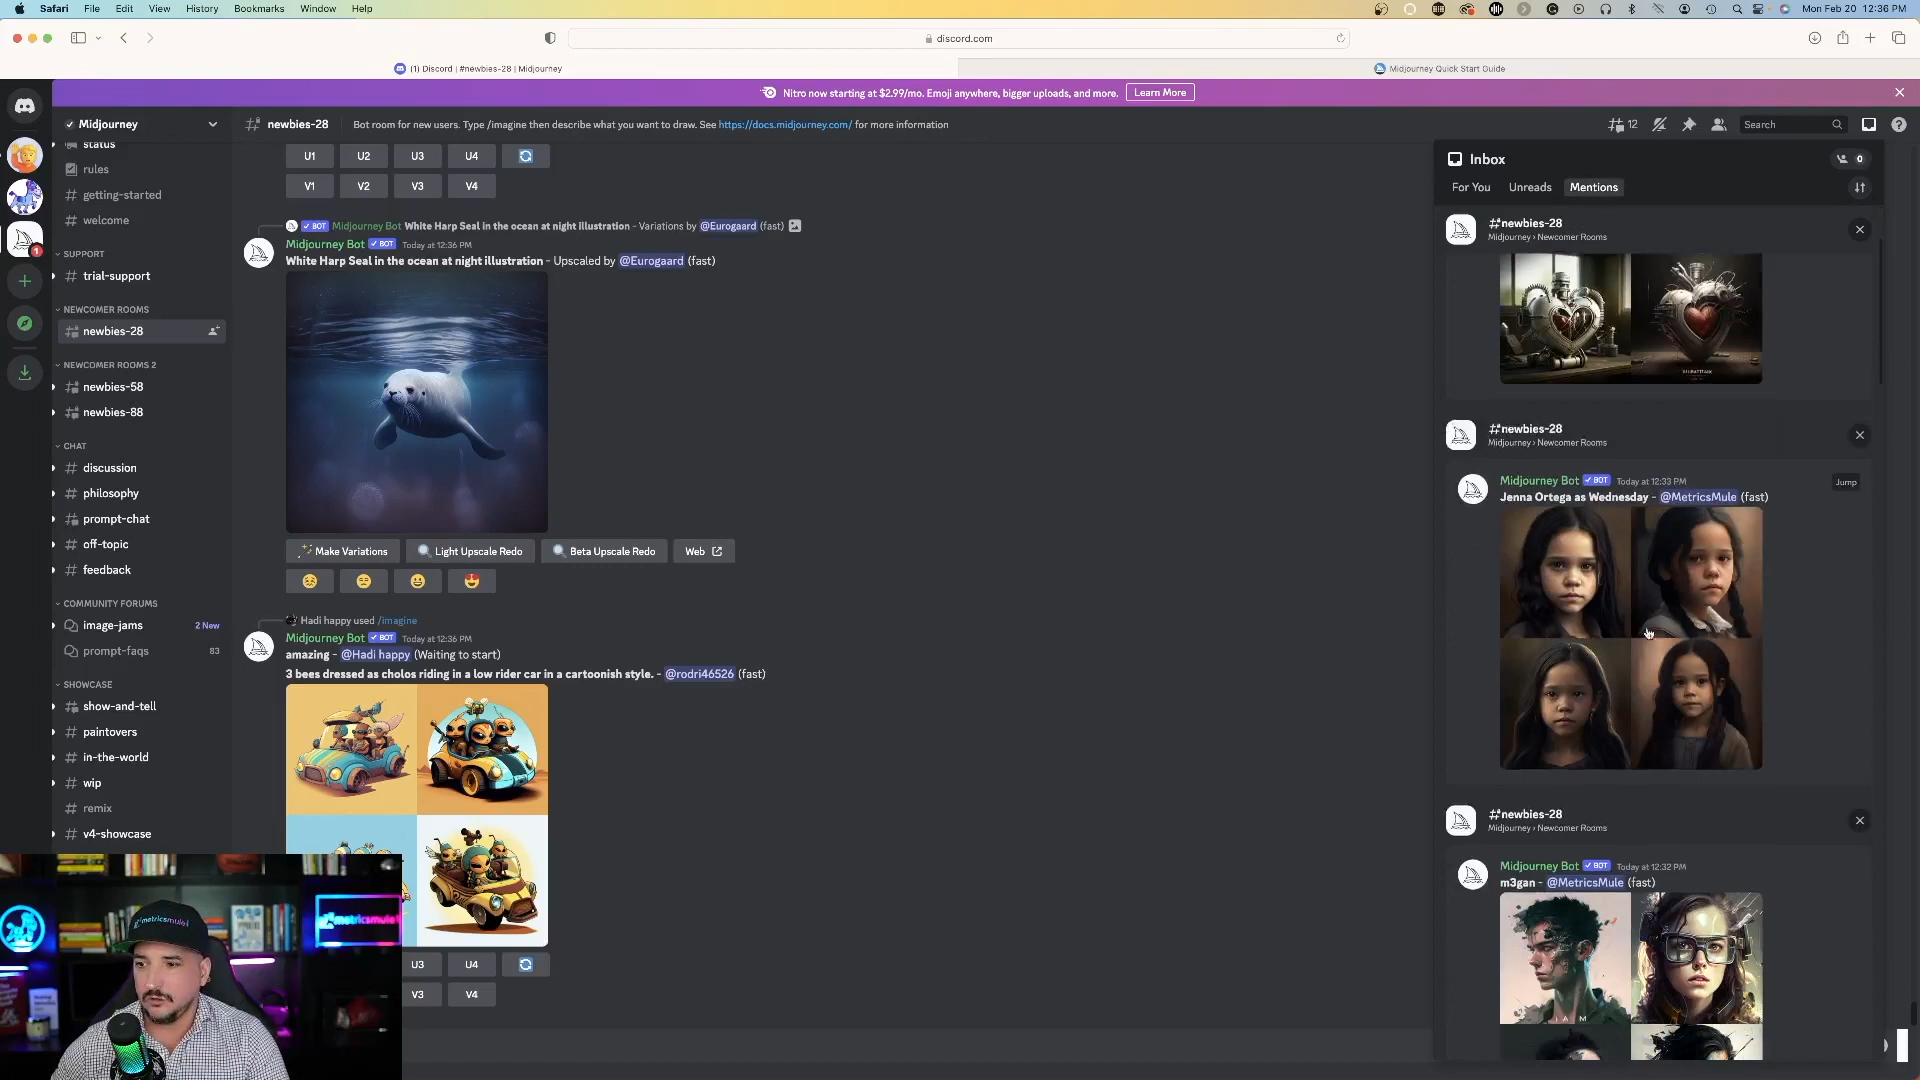 Safari File Edit View History Bookmarks Window Help
Mon Feb 20 12:36 PM
discord.com
(1) Discord | #newbies-28 | Midjourney
Midjourney Quick Start Guide
Nitro now starting at $2.99/mo. Emoji anywhere, bigger uploads, and more. Learn More
Midjourney
newbies-28
Bot room for new users. Type /imagine then describe what you want to draw. See https://docs.midjourney.com/ for more information
12
Search
status
rules
getting-started
welcome
SUPPORT
trial-support
NEWCOMER ROOMS
newbies-28
NEWCOMER ROOMS 2
newbies-58
newbies-88
CHAT
discussion
philosophy
prompt-chat
off-topic
feedback
COMMUNITY FORUMS
image-jams 2 New
prompt-faqs 83
SHOWCASE
show-and-tell
paintovers
in-the-world
wip
remix
v4-showcase
1
U1 U2 U3 U4
V1 V2 V3 V4
BOT Midjourney Bot White Harp Seal in the ocean at night illustration - Variations by @Eurogaard (fast)
Midjourney Bot BOT Today at 12:36 PM
White Harp Seal in the ocean at night illustration - Upscaled by @Eurogaard (fast)
Make Variations Light Upscale Redo Beta Upscale Redo Web
Hadi happy used /imagine
Midjourney Bot BOT Today at 12:36 PM
amazing - @Hadi happy (Waiting to start)
3 bees dressed as cholos riding in a low rider car in a cartoonish style. - @rodri46526 (fast)
U3 U4
V3 V4
Inbox
0
For You Unreads Mentions
#newbies-28
Midjourney › Newcomer Rooms
#newbies-28
Midjourney › Newcomer Rooms
Midjourney Bot BOT Today at 12:33 PM
Jump
Jenna Ortega as Wednesday - @MetricsMule (fast)
#newbies-28
Midjourney › Newcomer Rooms
Midjourney Bot BOT Today at 12:32 PM
m3gan - @MetricsMule (fast)
I AM
metricsmule
metricsmule